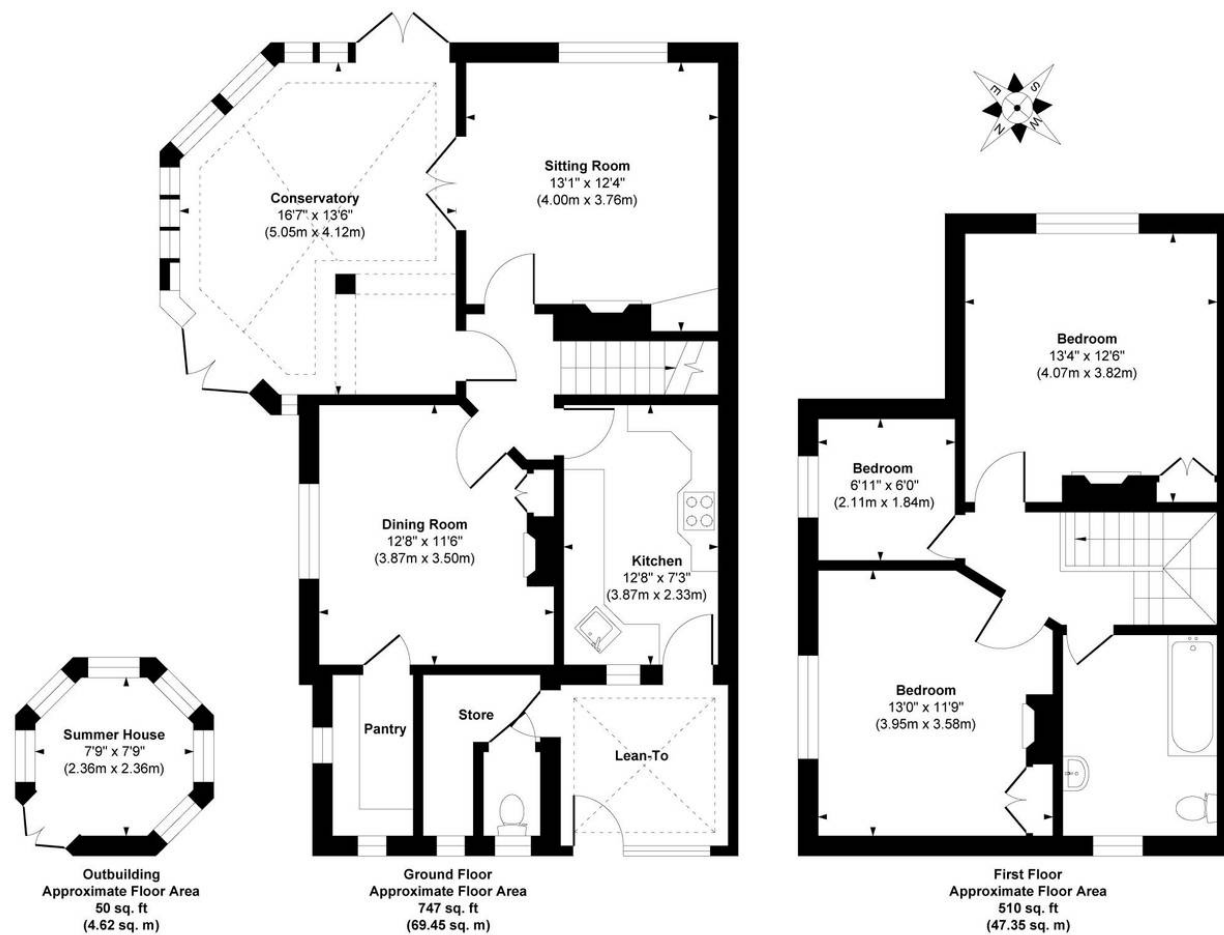 E
S
N
W
Sitting Room
13'1" x 12'4"
(4.00m x 3.76m)
Conservatory
16'7" x 13'6"
(5.05m x 4.12m)
Bedroom
13'4" x 12'6"
(4.07m x 3.82m)
Bedroom
6'11" x 6'0"
(2.11m x 1.84m)
Dining Room
12'8" x 11'6"
(3.87m x 3.50m)
Kitchen
12'8" x 7'3"
(3.87m x 2.33m)
Bedroom
13'0" x 11'9"
(3.95m x 3.58m)
Summer House
7'9" x 7'9"
(2.36m x 2.36m)
Pantry
Store
Lean-To
Outbuilding
Approximate Floor Area
50 sq. ft
(4.62 sq. m)
Ground Floor
Approximate Floor Area
747 sq. ft
(69.45 sq. m)
First Floor
Approximate Floor Area
510 sq. ft
(47.35 sq. m)